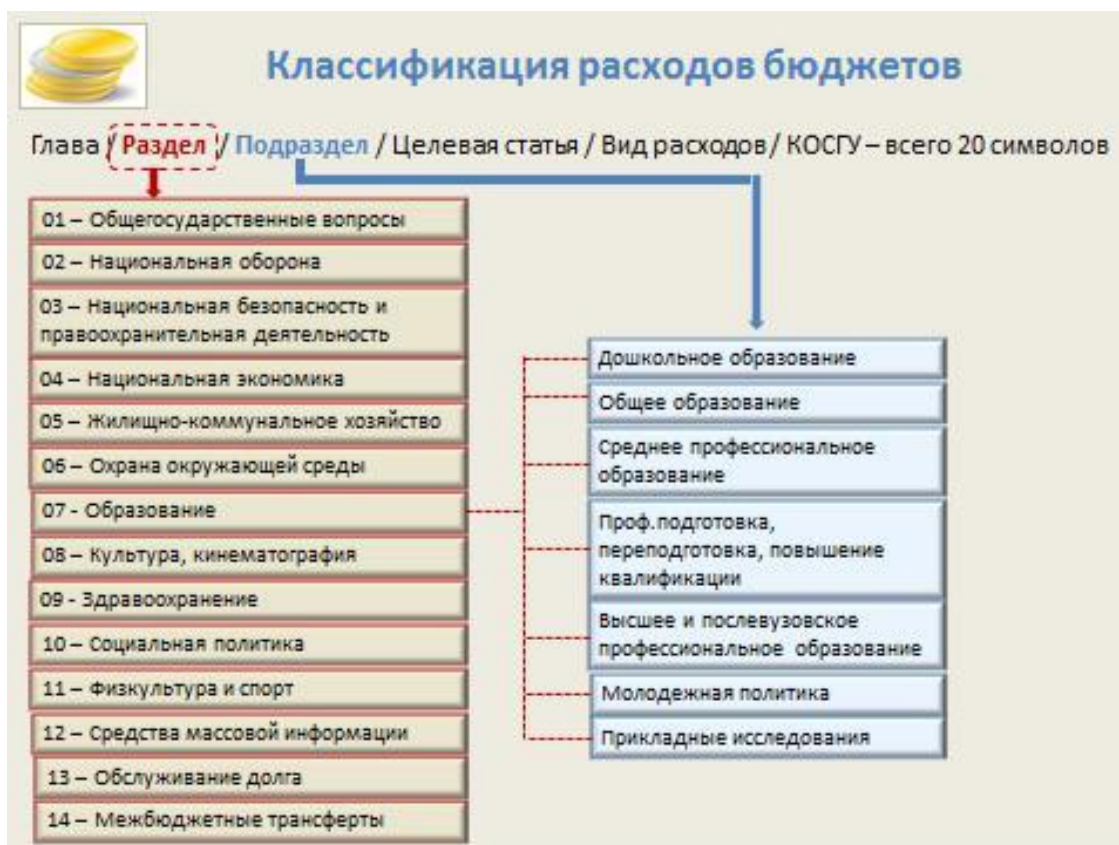 Классификация расходов бюджетов
Глава / Раздел / Подраздел / Целевая статья / Вид расходов / КОСГУ – всего 20 символов
01 – Общегосударственные вопросы
02 – Национальная оборона
03 – Национальная безопасность и
правоохранительная деятельность
04 – Национальная экономика
05 – Жилищно-коммунальное хозяйство
06 – Охрана окружающей среды
07 - Образование
08 – Культура, кинематография
09 - Здравоохранение
10 – Социальная политика
11 – Физкультура и спорт
12 – Средства массовой информации
13 – Обслуживание долга
14 – Межбюджетные трансферты
Дошкольное образование
Общее образование
Среднее профессиональное
образование
Проф.подготовка,
переподготовка, повышение
квалификации
Высшее и послевузовское
профессиональное образование
Молодежная политика
Прикладные исследования